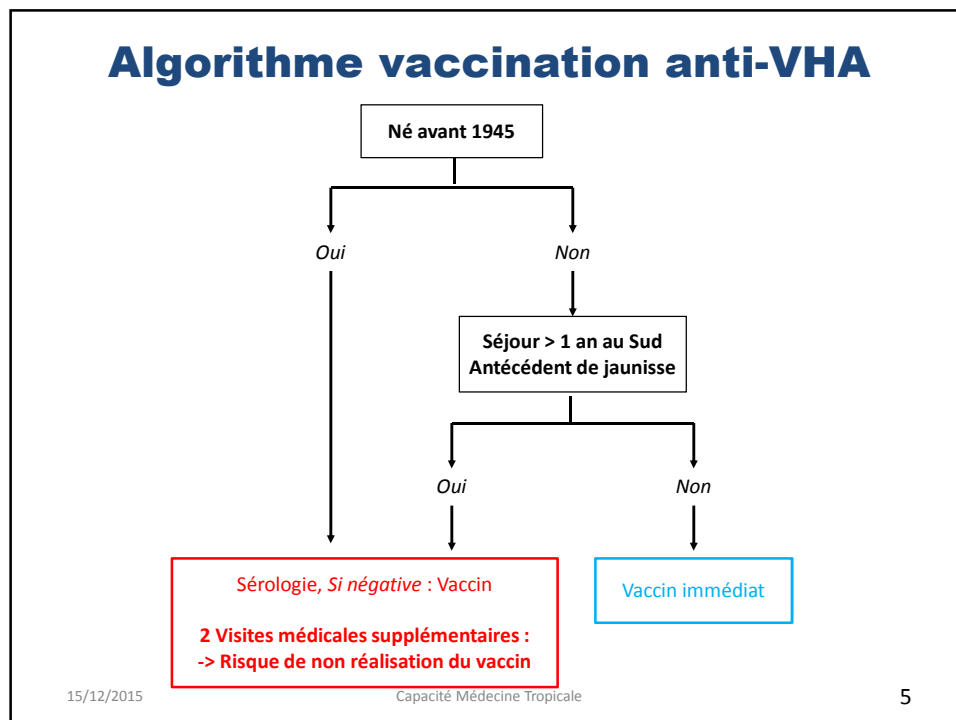 Algorithme vaccination anti-VHA
Né avant 1945
Oui
Non
Séjour > 1 an au Sud
Antécédent de jaunisse
Oui
Non
Sérologie, Si négative : Vaccin
2 Visites médicales supplémentaires :
-> Risque de non réalisation du vaccin
Vaccin immédiat
15/12/2015
Capacité Médecine Tropicale
5